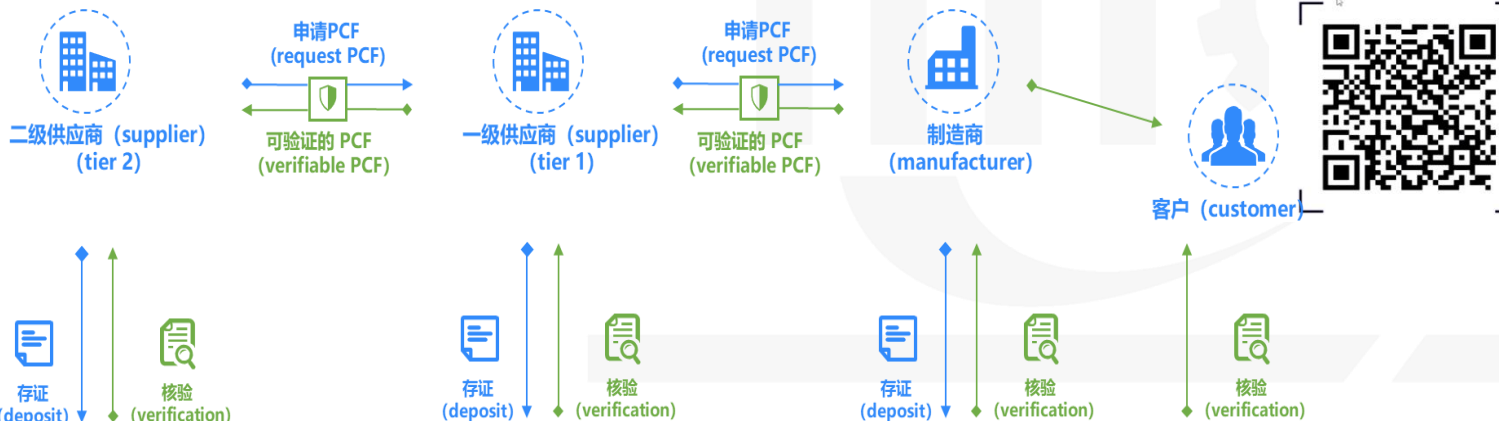 申请PCF
(request PCF)
申请PCF
(request PCF)
二级供应商（supplier）
（tier 2）
可验证的 PCF
(verifiable PCF)
一级供应商（supplier）
（tier 1）
可验证的 PCF
(verifiable PCF)
制造商
（manufacturer）
客户（customer）
存证
(deposit)
核验
(verification)
存证
(deposit)
核验
(verification)
存证
(deposit)
核验
(verification)
核验
(verification)